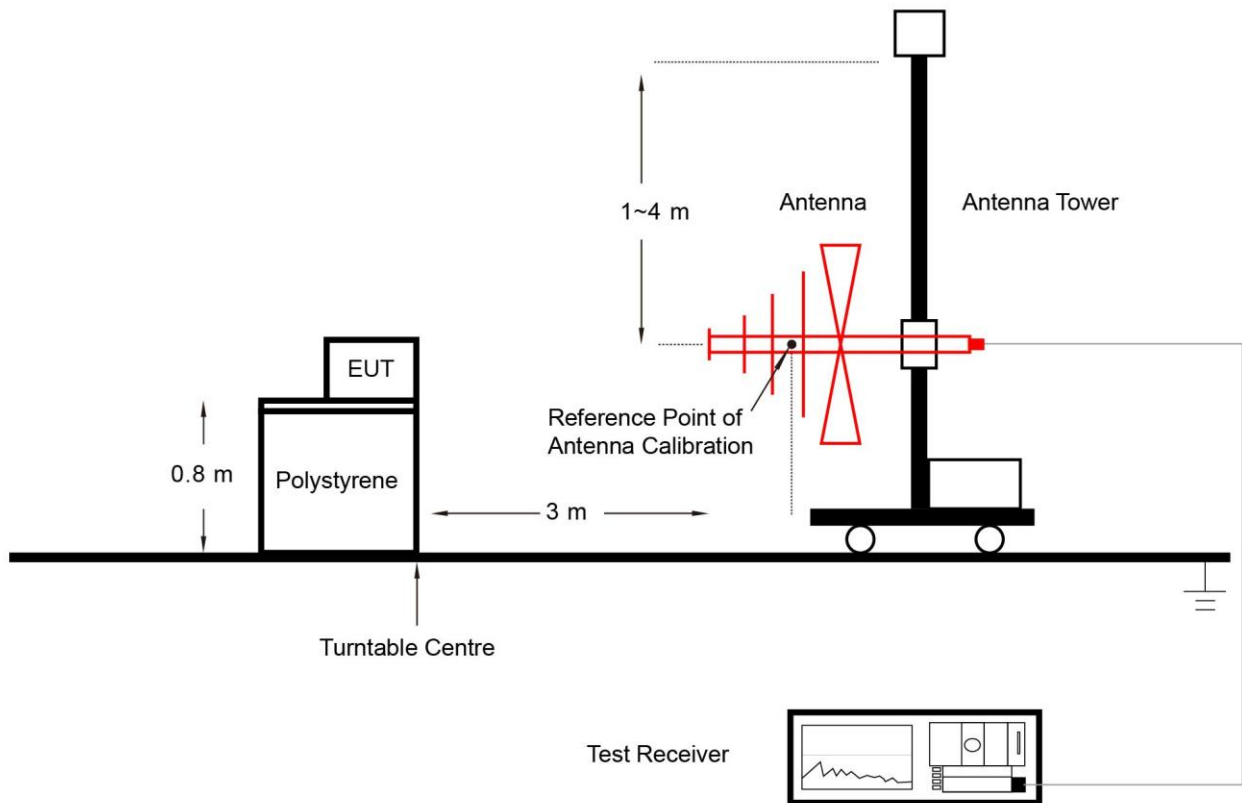 1~4 m
Antenna
Antenna Tower
EUT
Reference Point of
Antenna Calibration
0.8 m
Polystyrene
3 m
Turntable Centre
Test Receiver